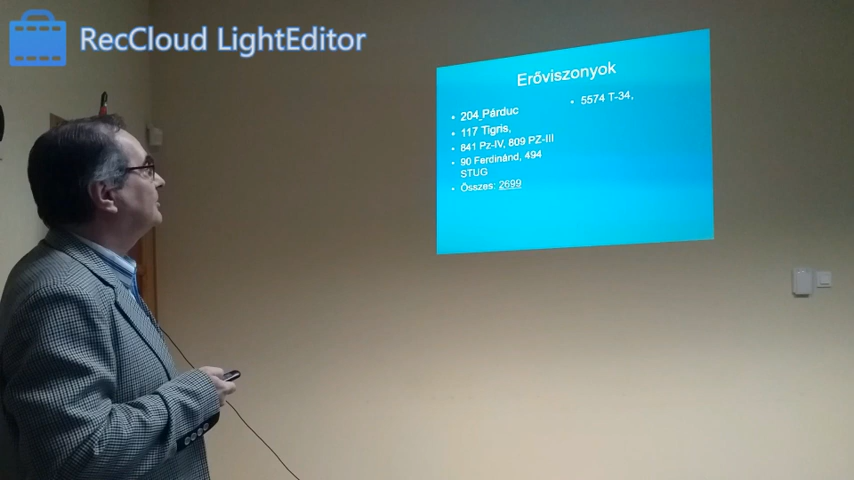 RecCloud LightEditor
Erőviszonyok
204 Párduc
117 Tigris,
841 Pz-IV, 809 PZ-III
90 Ferdinánd, 494
STUG
Összes: 2699
5574 T-34,